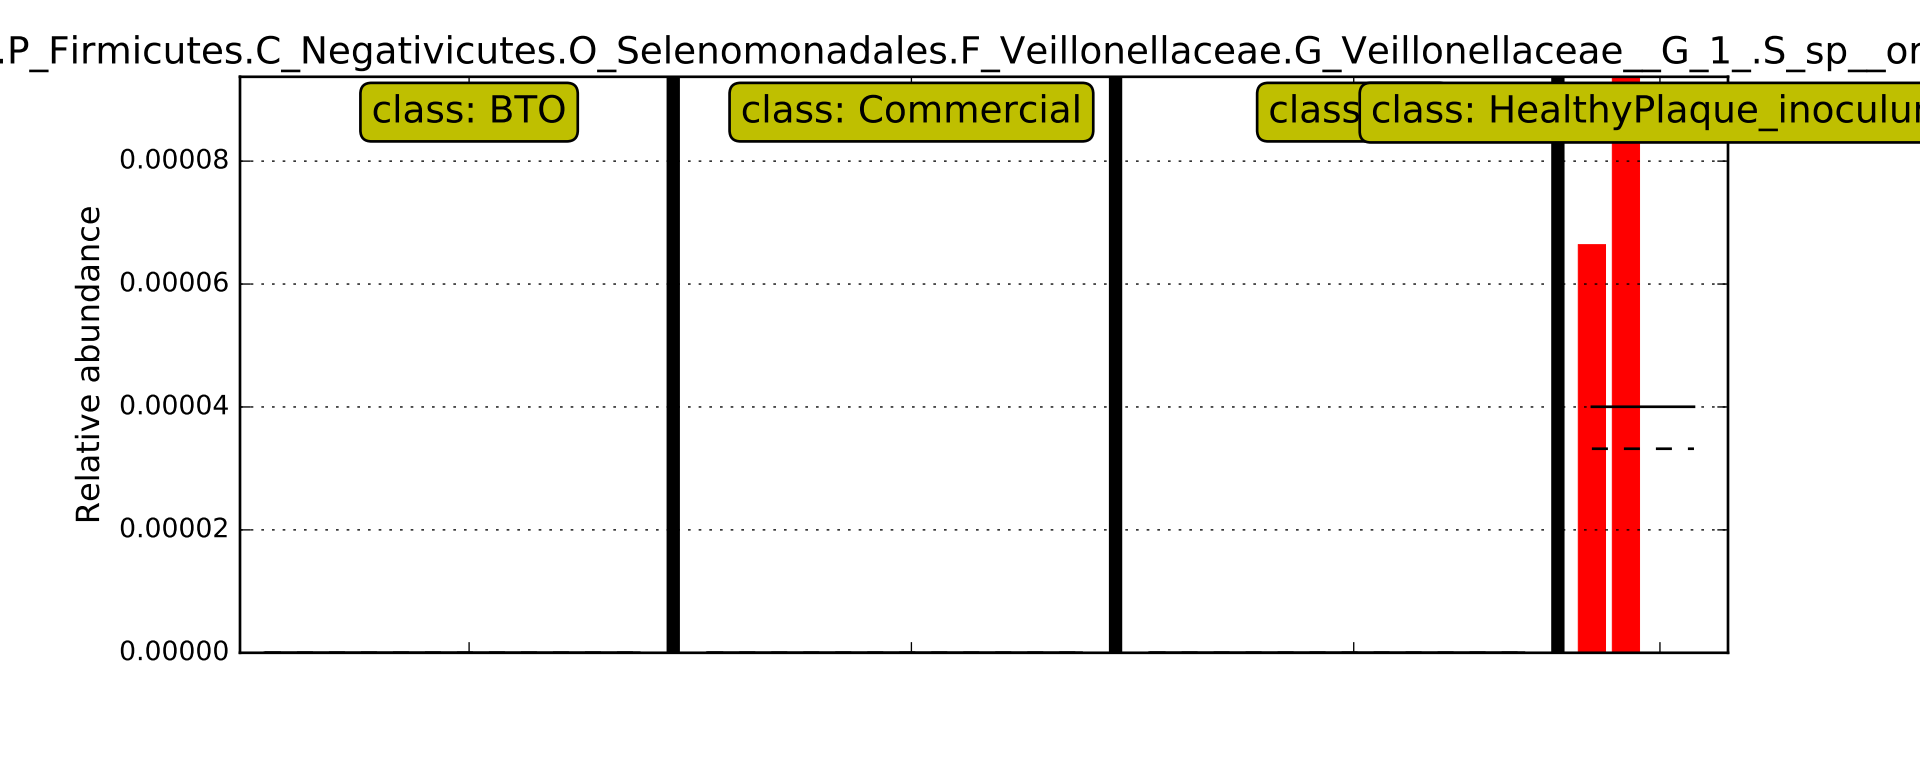 .P_Firmicutes.C_Negativicutes.O_Selenomonadales.F_Veillonellaceae.G_Veillonellaceae__G_1_.S_sp__or
class: BTO
class: Commercial
class
class: HealthyPlaque_inoculu
0.00008
0.00006
0.00004
0.00002
0.00000
Relative abundance